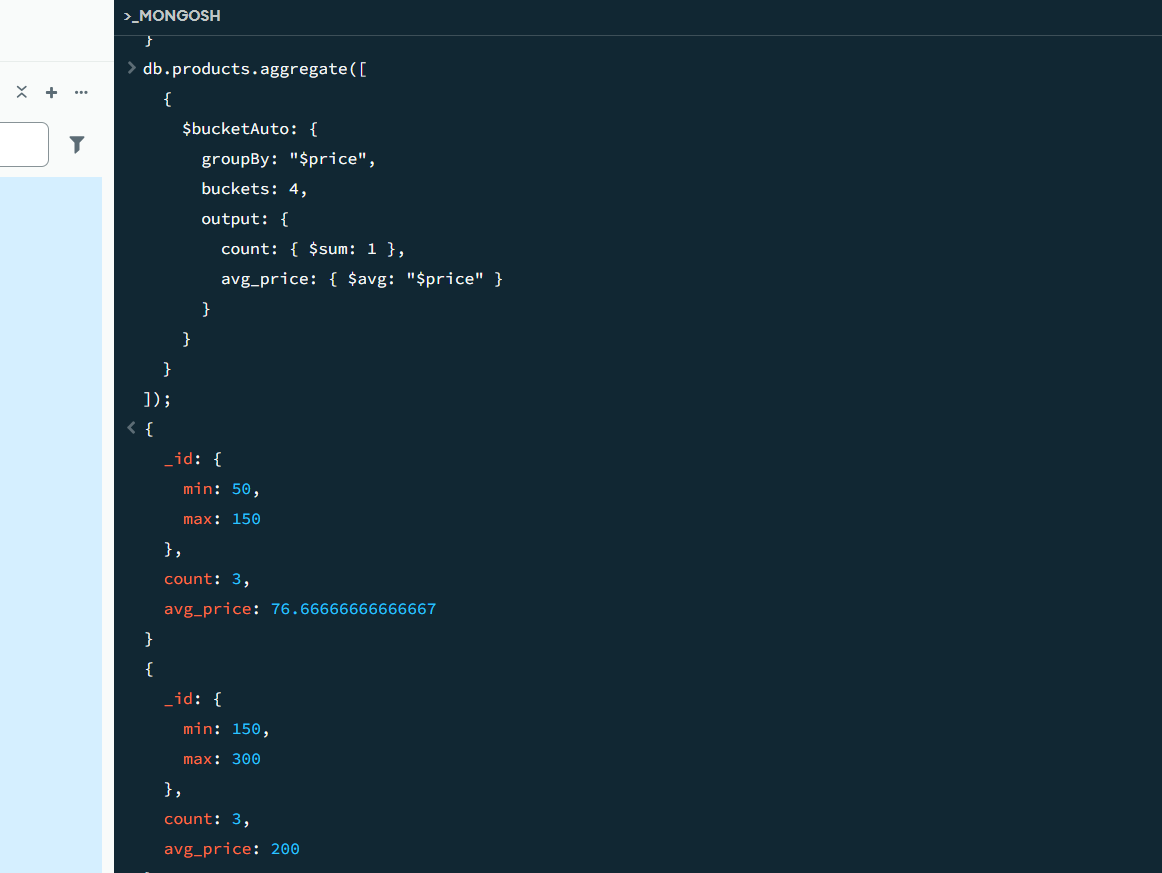 >_MONGOSH
}
db.products.aggregate([
  {
    $bucketAuto: {
      groupBy: "$price",
      buckets: 4,
      output: {
        count: { $sum: 1 },
        avg_price: { $avg: "$price" }
      }
    }
  }
]);
{
  _id: {
    min: 50,
    max: 150
  },
  count: 3,
  avg_price: 76.66666666666667
}
{
  _id: {
    min: 150,
    max: 300
  },
  count: 3,
  avg_price: 200